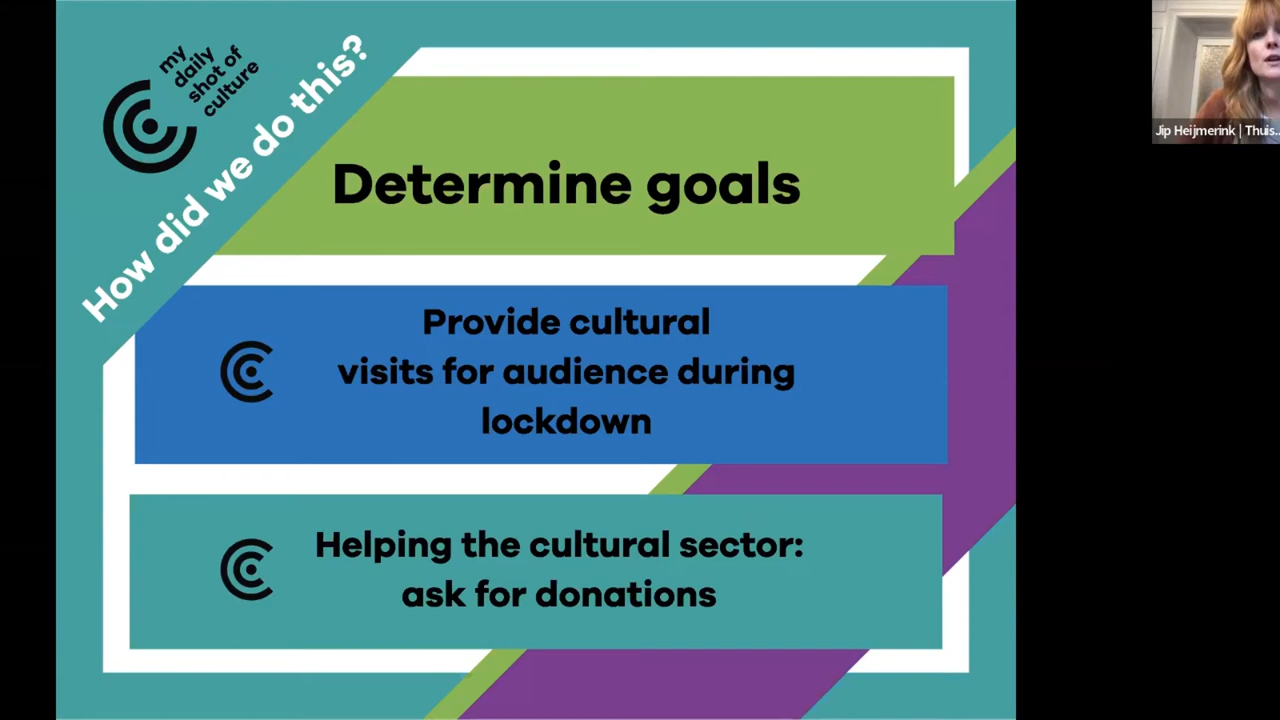 my
daily
shot of
culture
How did we do this?
Determine goals
Provide cultural
visits for audience during
lockdown
Helping the cultural sector:
ask for donations
Jip Heijmerink | Thuis...